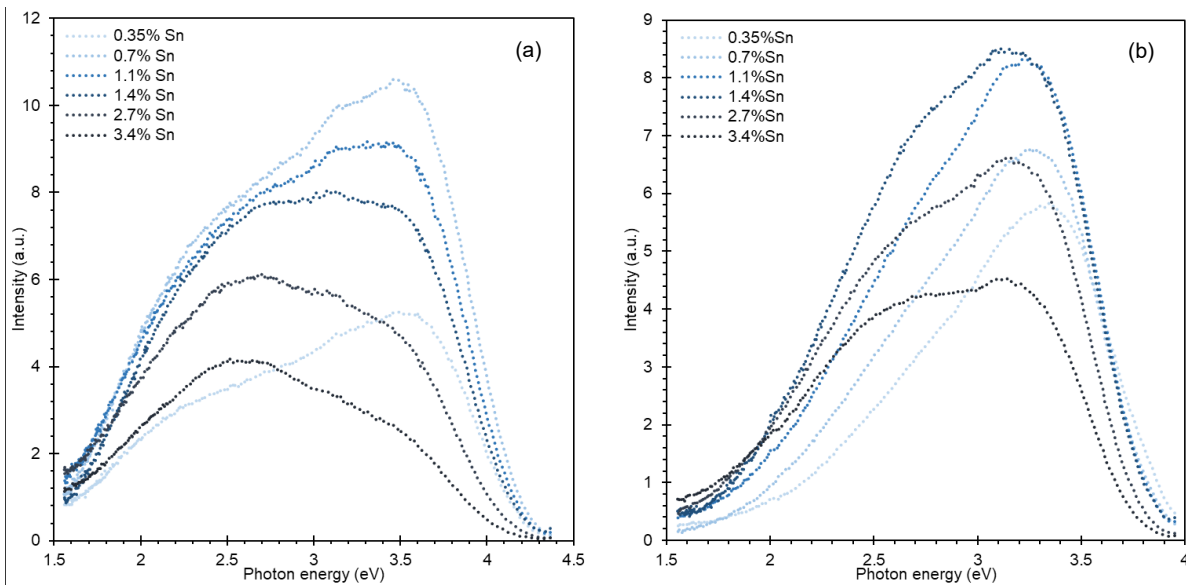 12
10
8
6
4
2
0
Intensity (a.u.)
0.35% Sn
0.7% Sn
1.1% Sn
1.4% Sn
2.7% Sn
3.4% Sn
(a)
1.5 2 2.5 3 3.5 4 4.5
Photon energy (eV)
9
8
7
6
5
4
3
2
1
0
Intensity (a.u.)
0.35%Sn
0.7%Sn
1.1%Sn
1.4%Sn
2.7%Sn
3.4%Sn
(b)
1.5 2 2.5 3 3.5 4
Photon energy (eV)